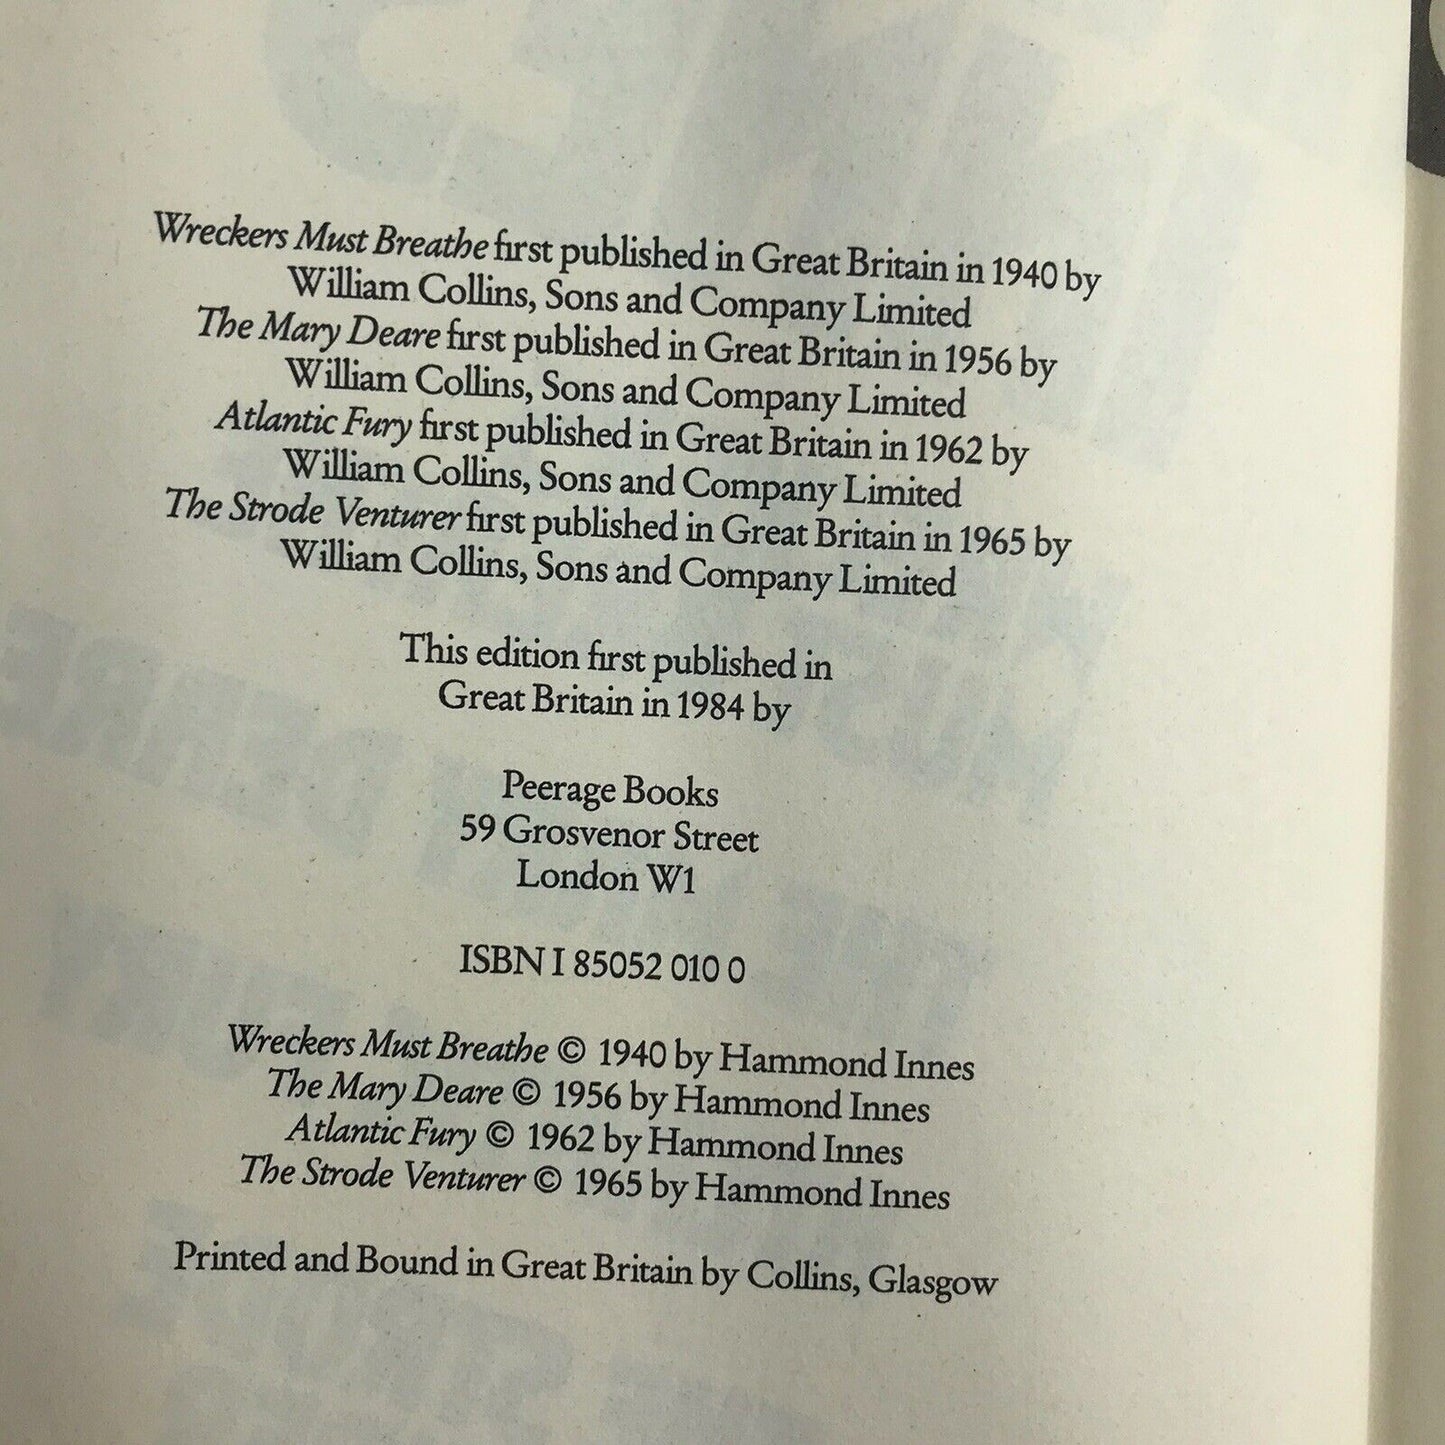 Wreckers Must Breathe first published in Great Britain in 1940 by
William Collins, Sons and Company Limited
The Mary Deare first published in Great Britain in 1956 by
William Collins, Sons and Company Limited
Atlantic Fury first published in Great Britain in 1962 by
William Collins, Sons and Company Limited
The Strode Venturer first published in Great Britain in 1965 by
William Collins, Sons and Company Limited
This edition first published in
Great Britain in 1984 by
Peerage Books
59 Grosvenor Street
London W1
ISBN I 85052 010 0
Wreckers Must Breathe © 1940 by Hammond Innes
The Mary Deare © 1956 by Hammond Innes
Atlantic Fury © 1962 by Hammond Innes
The Strode Venturer © 1965 by Hammond Innes
Printed and Bound in Great Britain by Collins, Glasgow